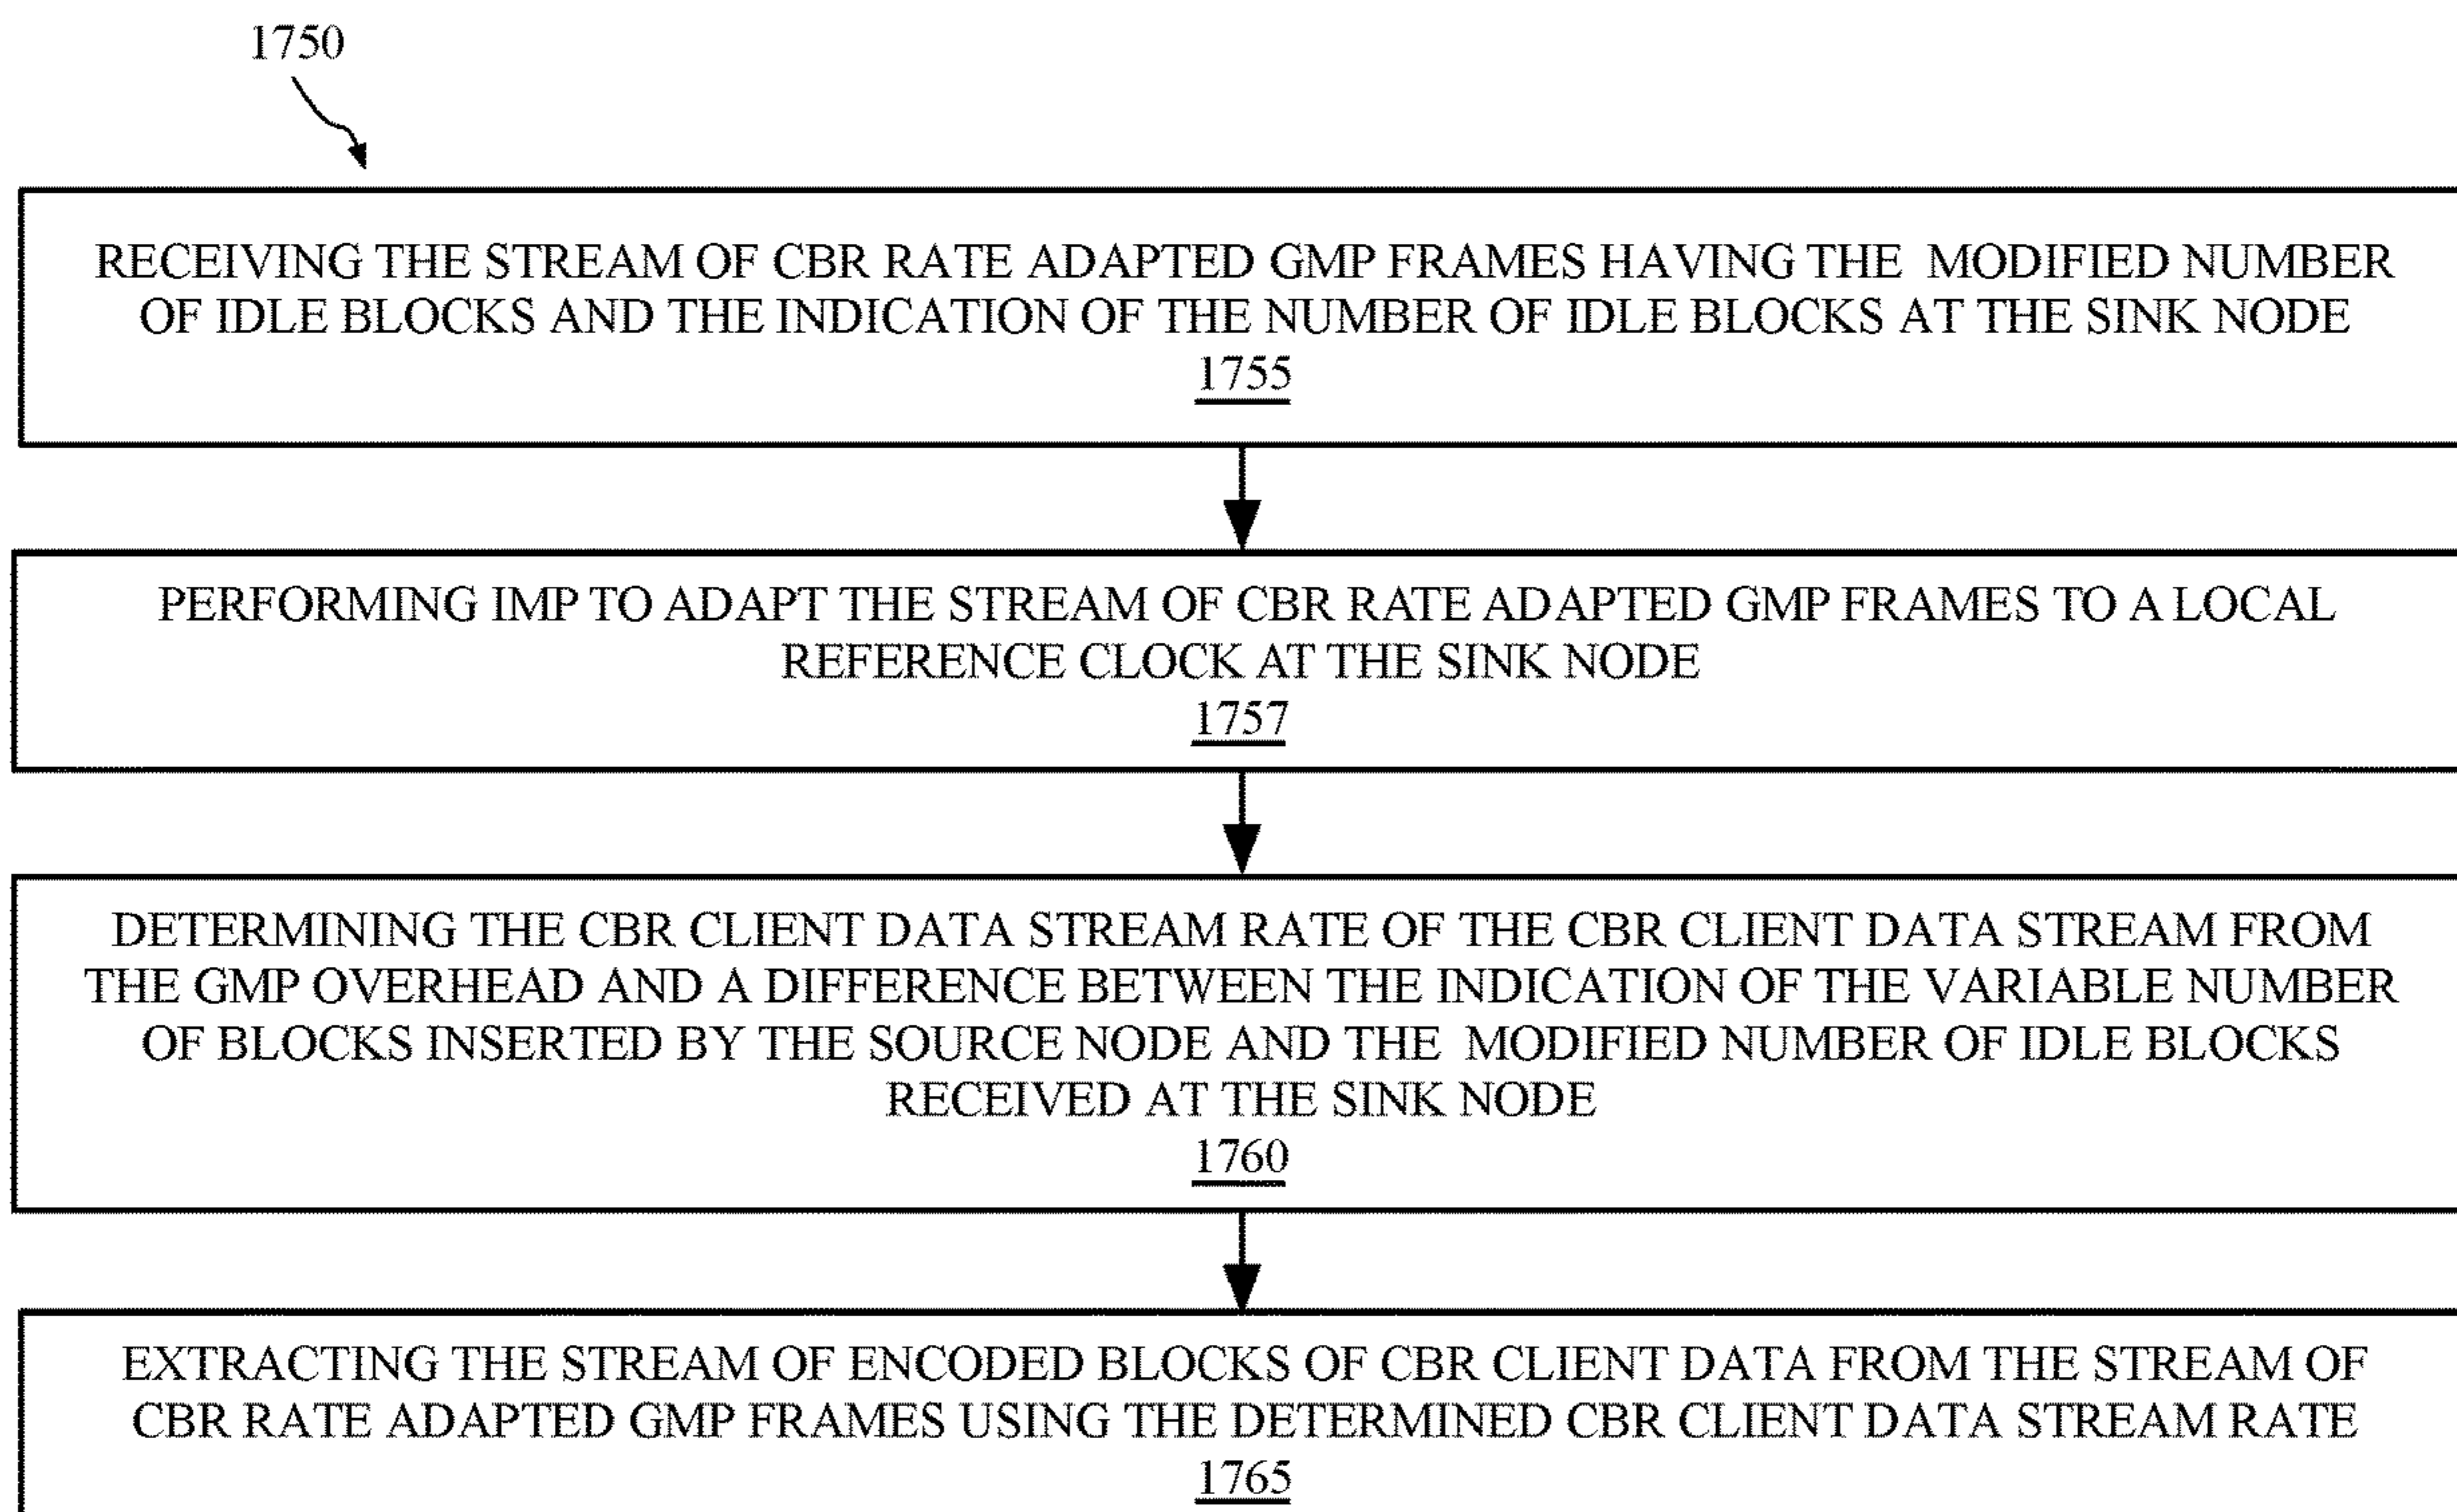 1750
RECEIVING THE STREAM OF CBR RATE ADAPTED GMP FRAMES HAVING THE MODIFIED NUMBER
OF IDLE BLOCKS AND THE INDICATION OF THE NUMBER OF IDLE BLOCKS AT THE SINK NODE
1755
PERFORMING IMP TO ADAPT THE STREAM OF CBR RATE ADAPTED GMP FRAMES TO A LOCAL
REFERENCE CLOCK AT THE SINK NODE
1757
DETERMINING THE CBR CLIENT DATA STREAM RATE OF THE CBR CLIENT DATA STREAM FROM
THE GMP OVERHEAD AND A DIFFERENCE BETWEEN THE INDICATION OF THE VARIABLE NUMBER
OF BLOCKS INSERTED BY THE SOURCE NODE AND THE MODIFIED NUMBER OF IDLE BLOCKS
RECEIVED AT THE SINK NODE
1760
EXTRACTING THE STREAM OF ENCODED BLOCKS OF CBR CLIENT DATA FROM THE STREAM OF
CBR RATE ADAPTED GMP FRAMES USING THE DETERMINED CBR CLIENT DATA STREAM RATE
1765